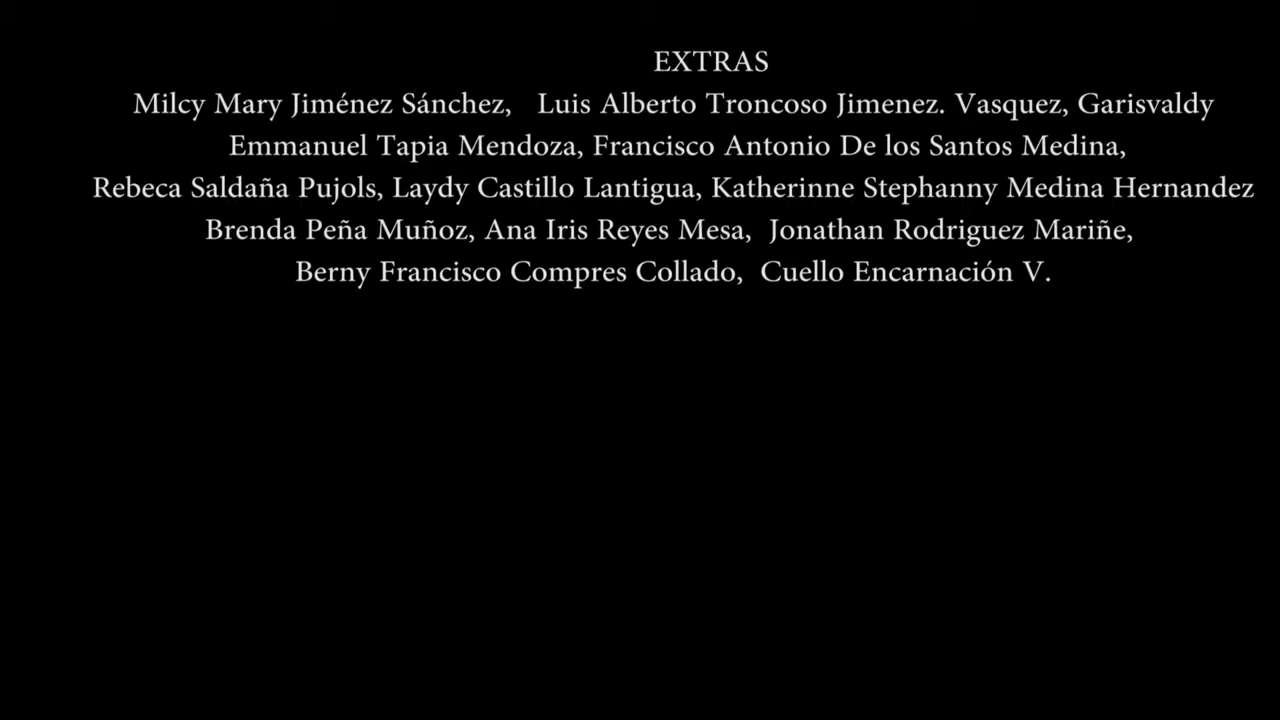 EXTRAS
Milcy Mary Jiménez Sánchez, Luis Alberto Troncoso Jimenez. Vasquez, Garisvaldy
Emmanuel Tapia Mendoza, Francisco Antonio De los Santos Medina,
Rebeca Saldaña Pujols, Laydy Castillo Lantigua, Katherinne Stephanny Medina Hernandez
Brenda Peña Muñoz, Ana Iris Reyes Mesa, Jonathan Rodriguez Mariñe,
Berny Francisco Compres Collado, Cuello Encarnación V.